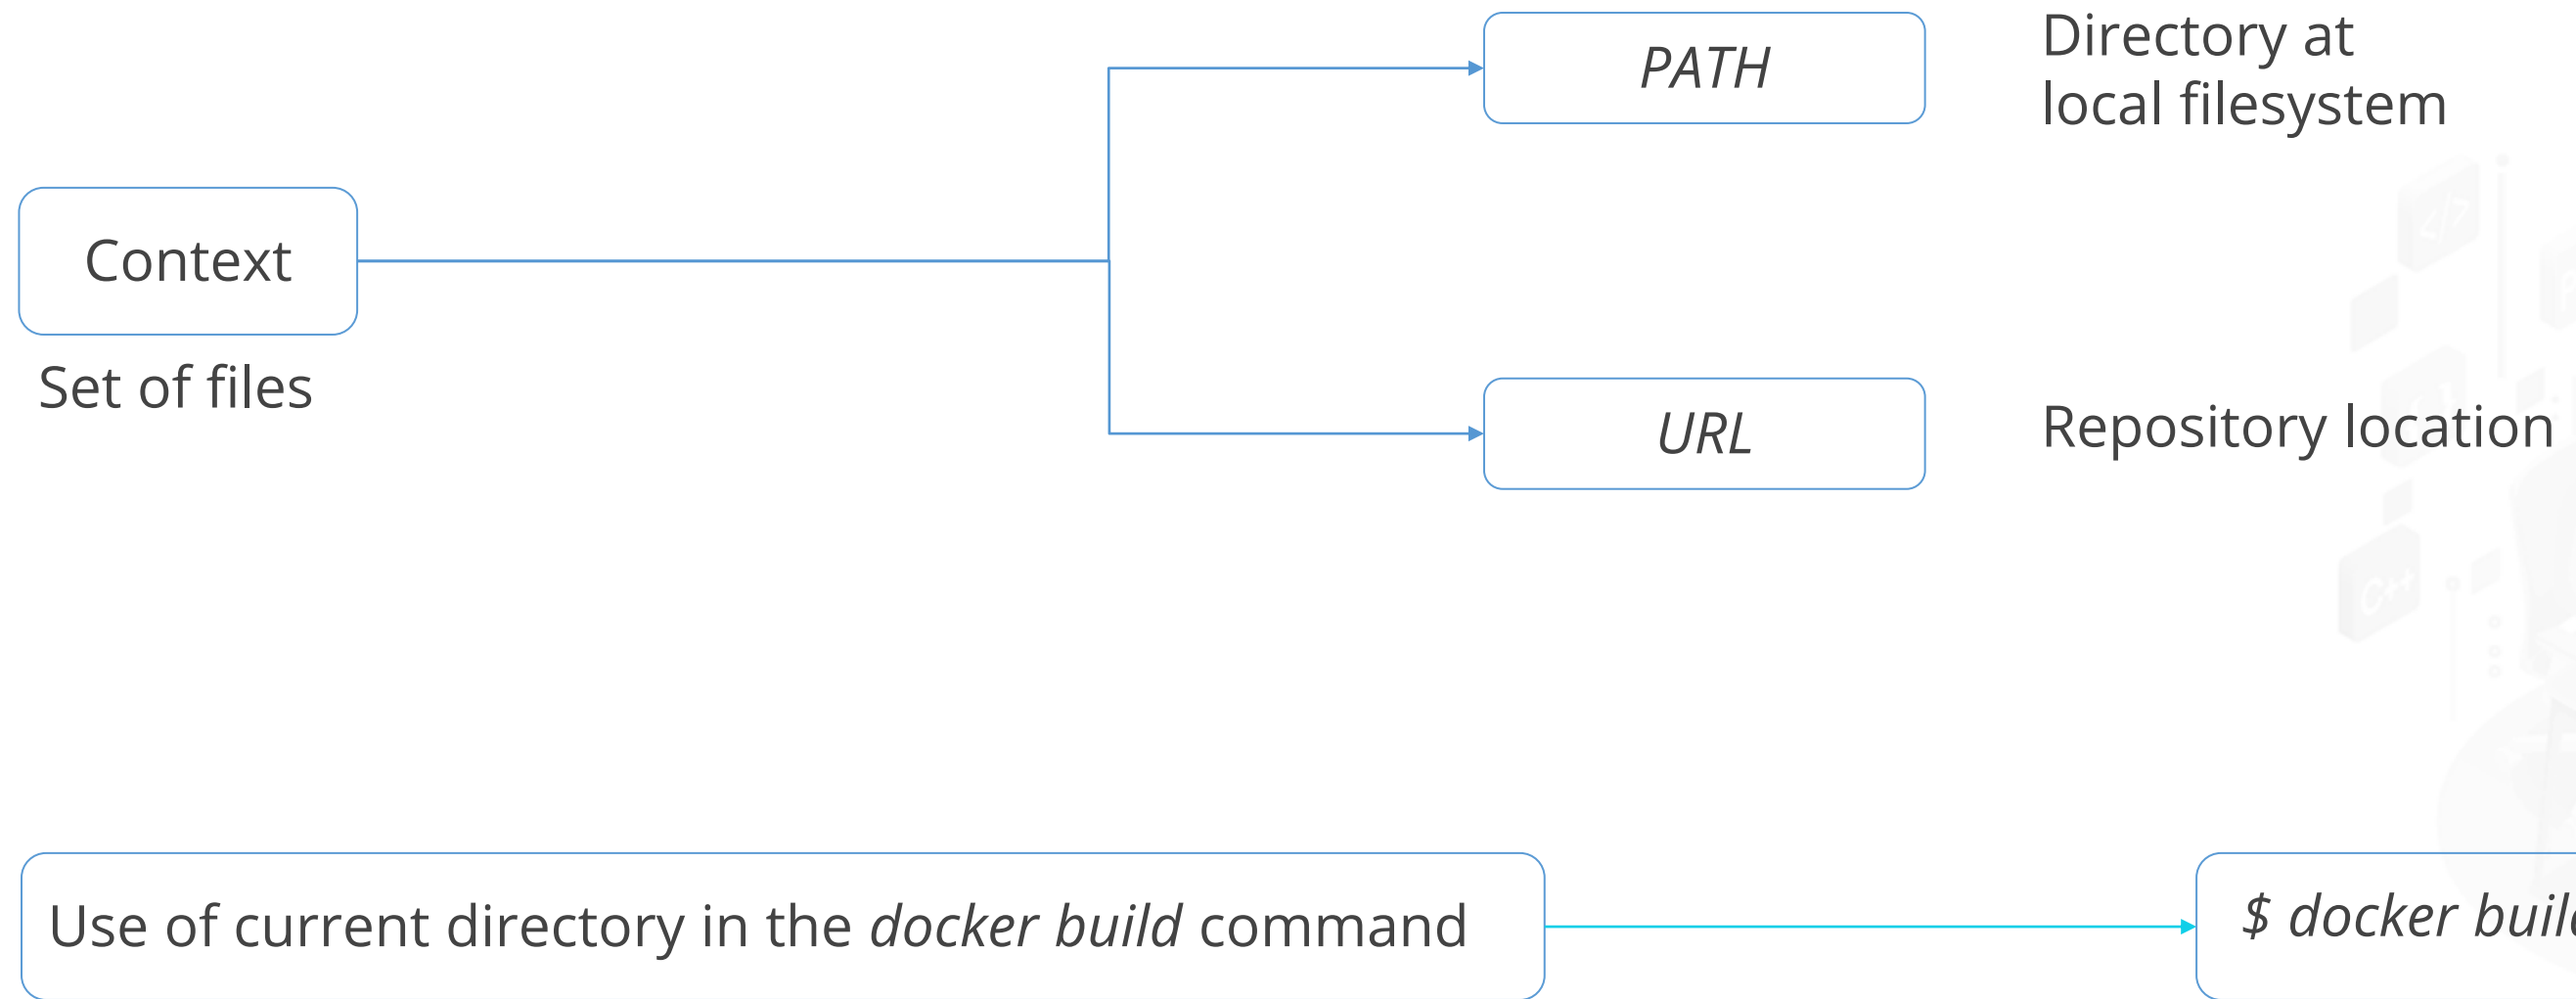 PATH
Directory at
local filesystem
Context
Set of files
URL
Repository location
</>
C++
Use of current directory in the docker build command
$ docker